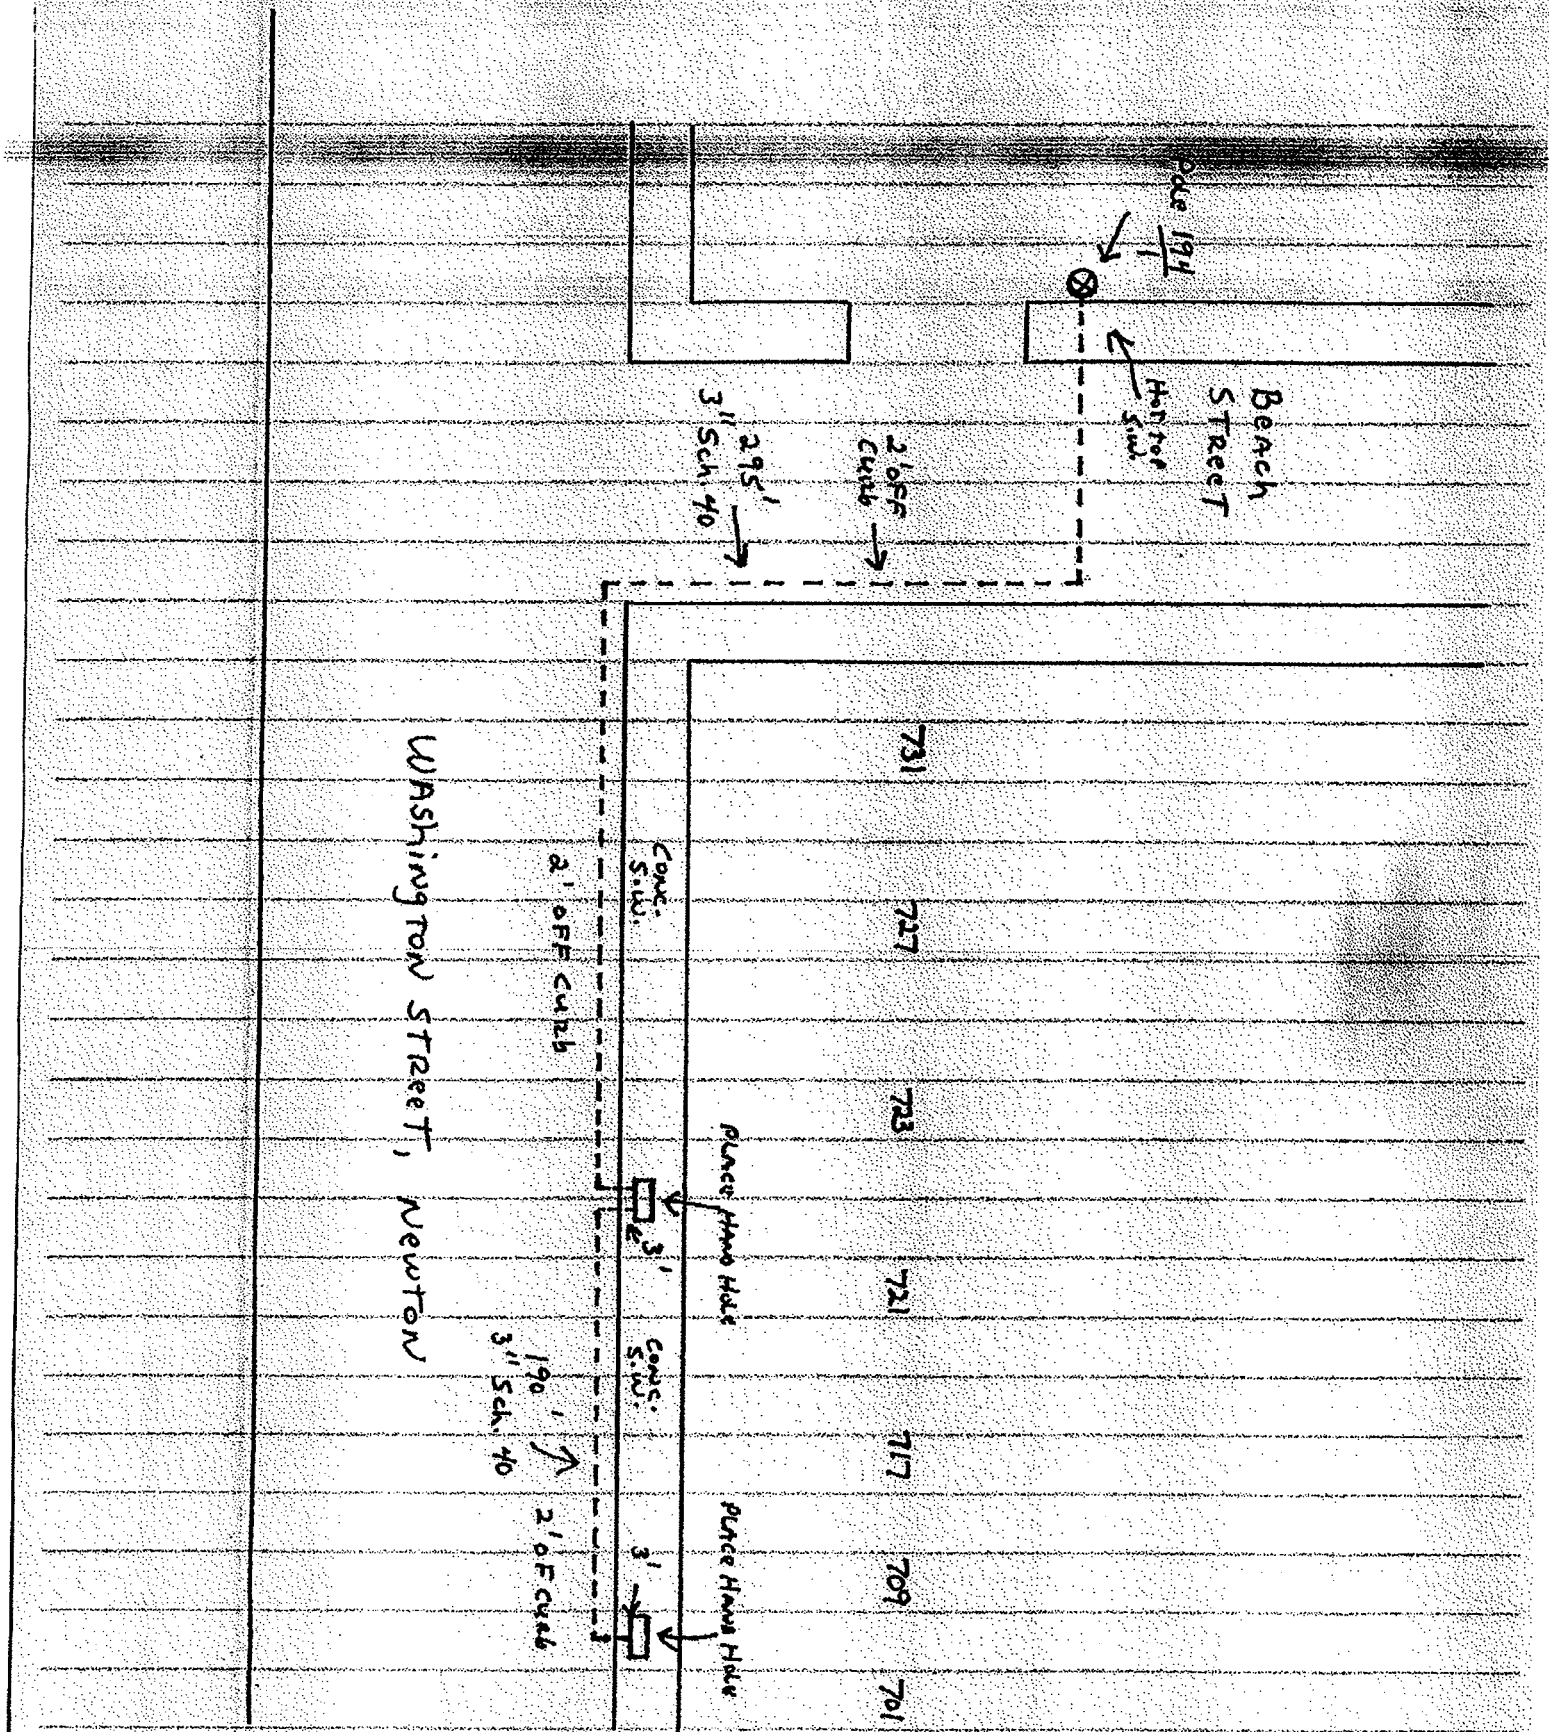 Pole 194
1
BEACh
STReeT
HoT Top
S.W.
2' OFF
Curb
295'
3" Sch. 40
731
727
723
721
717
709
701
PLACe HAND HoLe
PLACe HAND HoLe
Conc.
S.W.
3'
Conc.
S.W.
3'
2' OFF Curb
190'
3" Sch. 40
2' OFF Curb
WAShingTON STReeT, NewTON